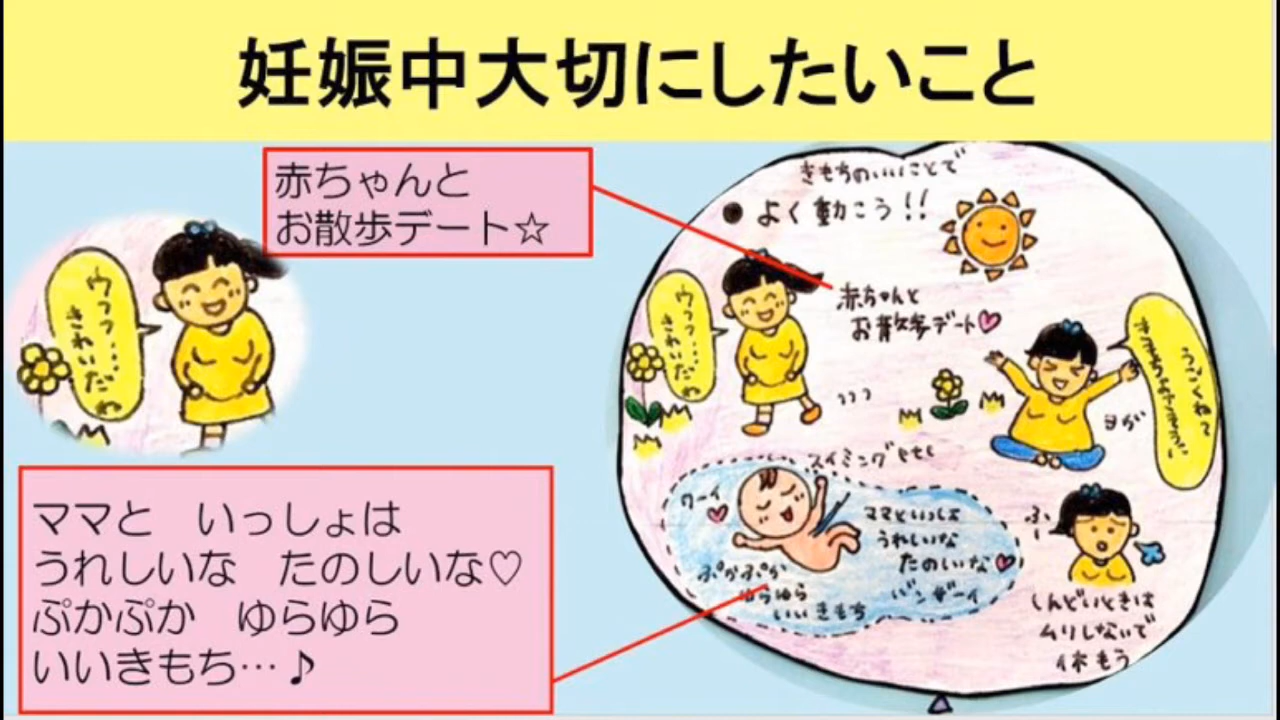 妊娠中大切にしたいこと
赤ちゃんと
お散歩デート☆
ウフフ…
きれいだね
ママと　いっしょは
うれしいな　たのしいな♡
ぷかぷか　ゆらゆら
いいきもち…♪
きもちのいいことで
●よく動こう!!
赤ちゃんと
お散歩デート♡
ウフフ…
きれいだね
スイミングetc
ワーイ
♡
ママといっしょ
うれしいな
たのしいな♡
バンザーイ
ぷかぷか
ゆらゆら
いいきもち
ふー
しんどいときは
ムリしないで
休もう